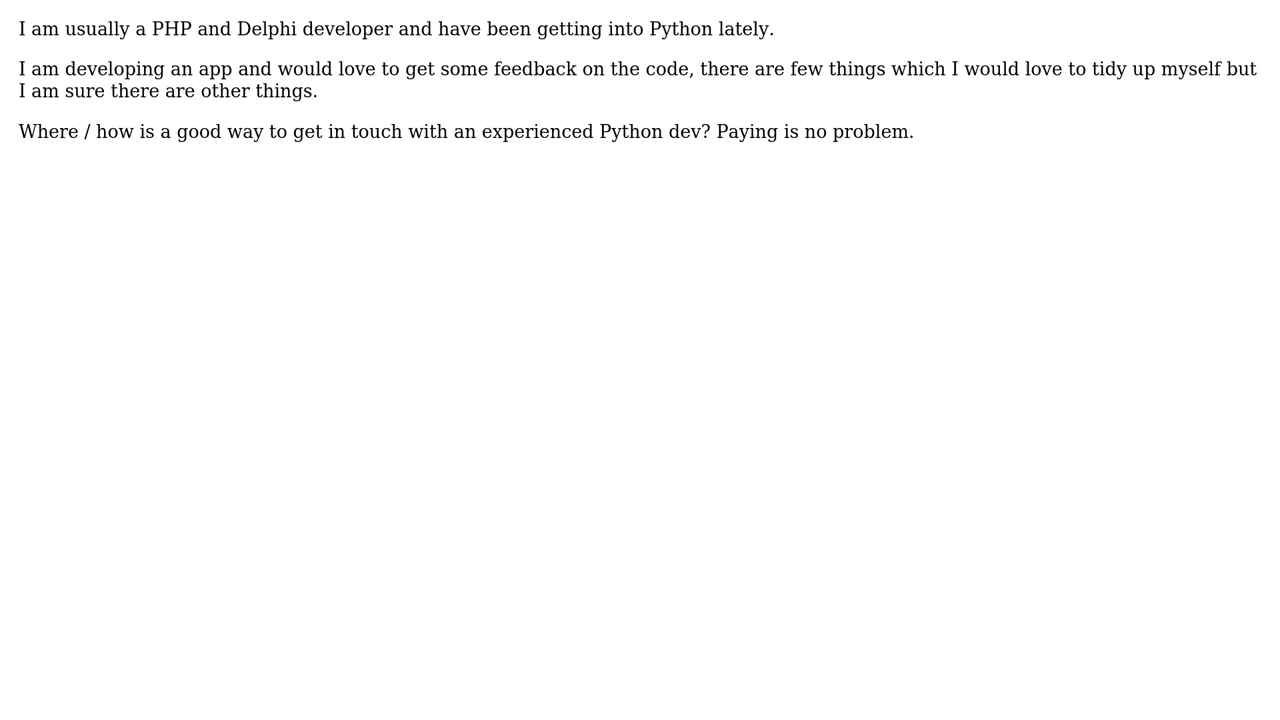 I am usually a PHP and Delphi developer and have been getting into Python lately.
I am developing an app and would love to get some feedback on the code, there are few things which I would love to tidy up myself but
I am sure there are other things.
Where / how is a good way to get in touch with an experienced Python dev? Paying is no problem.